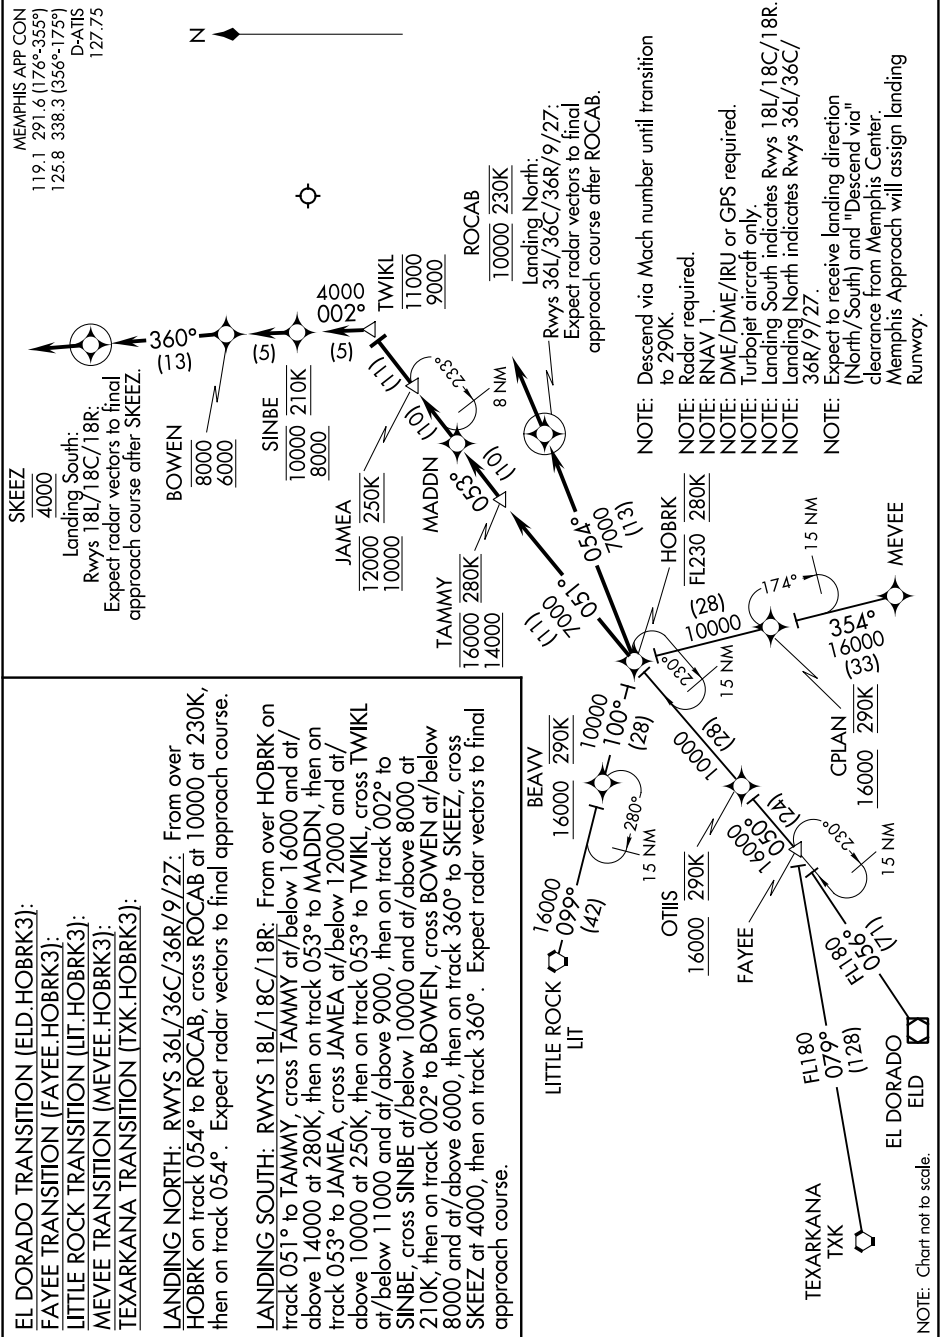 EL DORADO TRANSITION (ELD.HOBRK3):
FAYEE TRANSITION (FAYEE.HOBRK3):
LITTLE ROCK TRANSITION (LIT.HOBRK3):
MEVEE TRANSITION (MEVEE.HOBRK3):
TEXARKANA TRANSITION (TXK.HOBRK3):
LANDING NORTH: RWYS 36L/36C/36R/9/27: From over
HOBRK on track 054° to ROCAB, cross ROCAB at 10000 at 230K,
then on track 054°. Expect radar vectors to final approach course.
LANDING SOUTH: RWYS 18L/18C/18R: From over HOBRK on
track 051° to TAMMY, cross TAMMY at/below 16000 and at/
above 14000 at 280K, then on track 053° to MADDN, then on
track 053° to JAMEA, cross JAMEA at/below 12000 and at/
above 10000 at 250K, then on track 053° to TWIKL, cross TWIKL
at/below 11000 and at/above 9000, then on track 002° to
SINBE, cross SINBE at/below 10000 and at/above 8000 at
210K, then on track 002° to BOWEN, cross BOWEN at/below
8000 and at/above 6000, then on track 360° to SKEEZ, cross
SKEEZ at 4000, then on track 360°. Expect radar vectors to final
approach course.
SKEEZ
4000
Landing South:
Rwys 18L/18C/18R:
Expect radar vectors to final
approach course after SKEEZ.
MEMPHIS APP CON
119.1 291.6 (176°-355°)
125.8 338.3 (356°-175°)
D-ATIS
127.75
N
360°
(13)
BOWEN
8000
6000
(5)
SINBE
10000 210K
8000
4000
002°
(5)
TWIKL
11000
9000
(11)
JAMEA
12000 250K
10000
233°
8 NM
(10)
MADDN
053°
(10)
TAMMY
16000 280K
14000
ROCAB
10000 230K
Landing North:
Rwys 36L/36C/36R/9/27:
Expect radar vectors to final
approach course after ROCAB.
051°
7000
(11)
054°
7000
(13)
HOBRK
FL230 280K
230°
15 NM
BEAVV
16000 290K
10000
100°
(28)
280°
15 NM
16000
099°
(42)
LITTLE ROCK
LIT
10000
(28)
OTIIS
16000 290K
16000
050°
(24)
FAYEE
230°
15 NM
(28)
10000
174°
15 NM
CPLAN
16000 290K
354°
16000
(33)
MEVEE
FL180
056°
(71)
EL DORADO
ELD
FL180
079°
(128)
TEXARKANA
TXK
NOTE: Descend via Mach number until transition
to 290K.
NOTE: Radar required.
NOTE: RNAV 1.
NOTE: DME/DME/IRU or GPS required.
NOTE: Turbojet aircraft only.
NOTE: Landing South indicates Rwys 18L/18C/18R.
NOTE: Landing North indicates Rwys 36L/36C/
36R/9/27.
NOTE: Expect to receive landing direction
(North/South) and "Descend via"
clearance from Memphis Center.
Memphis Approach will assign landing
Runway.
NOTE: Chart not to scale.